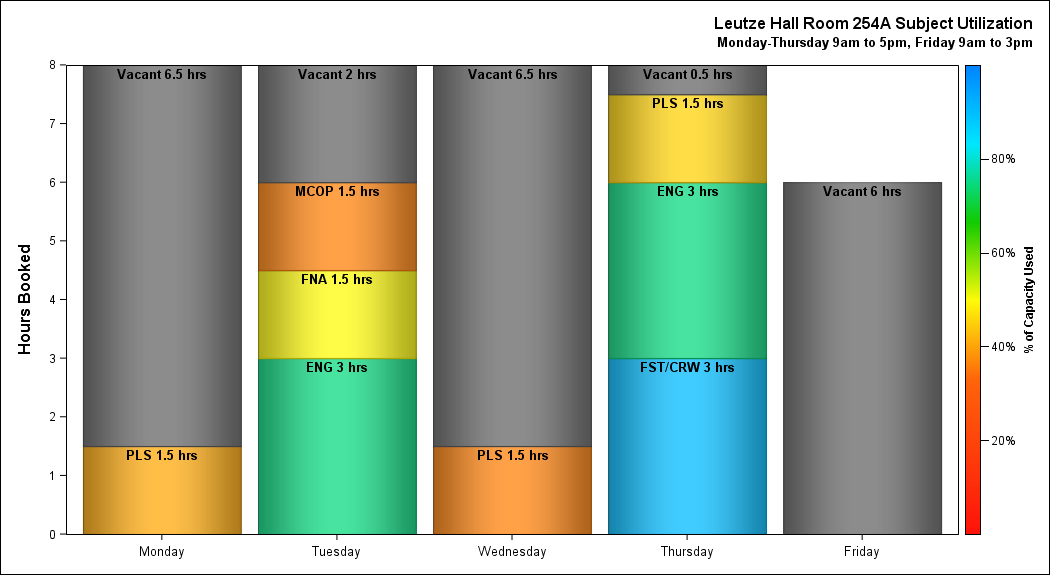 Leutze Hall Room 254A Subject Utilization
Monday-Thursday 9am to 5pm, Friday 9am to 3pm
Hours Booked
8
7
6
5
4
3
2
1
0
Vacant 6.5 hrs
PLS 1.5 hrs
Monday
Vacant 2 hrs
MCOP 1.5 hrs
FNA 1.5 hrs
ENG 3 hrs
Tuesday
Vacant 6.5 hrs
PLS 1.5 hrs
Wednesday
Vacant 0.5 hrs
PLS 1.5 hrs
ENG 3 hrs
FST/CRW 3 hrs
Thursday
Vacant 6 hrs
Friday
80%
60%
40%
20%
% of Capacity Used